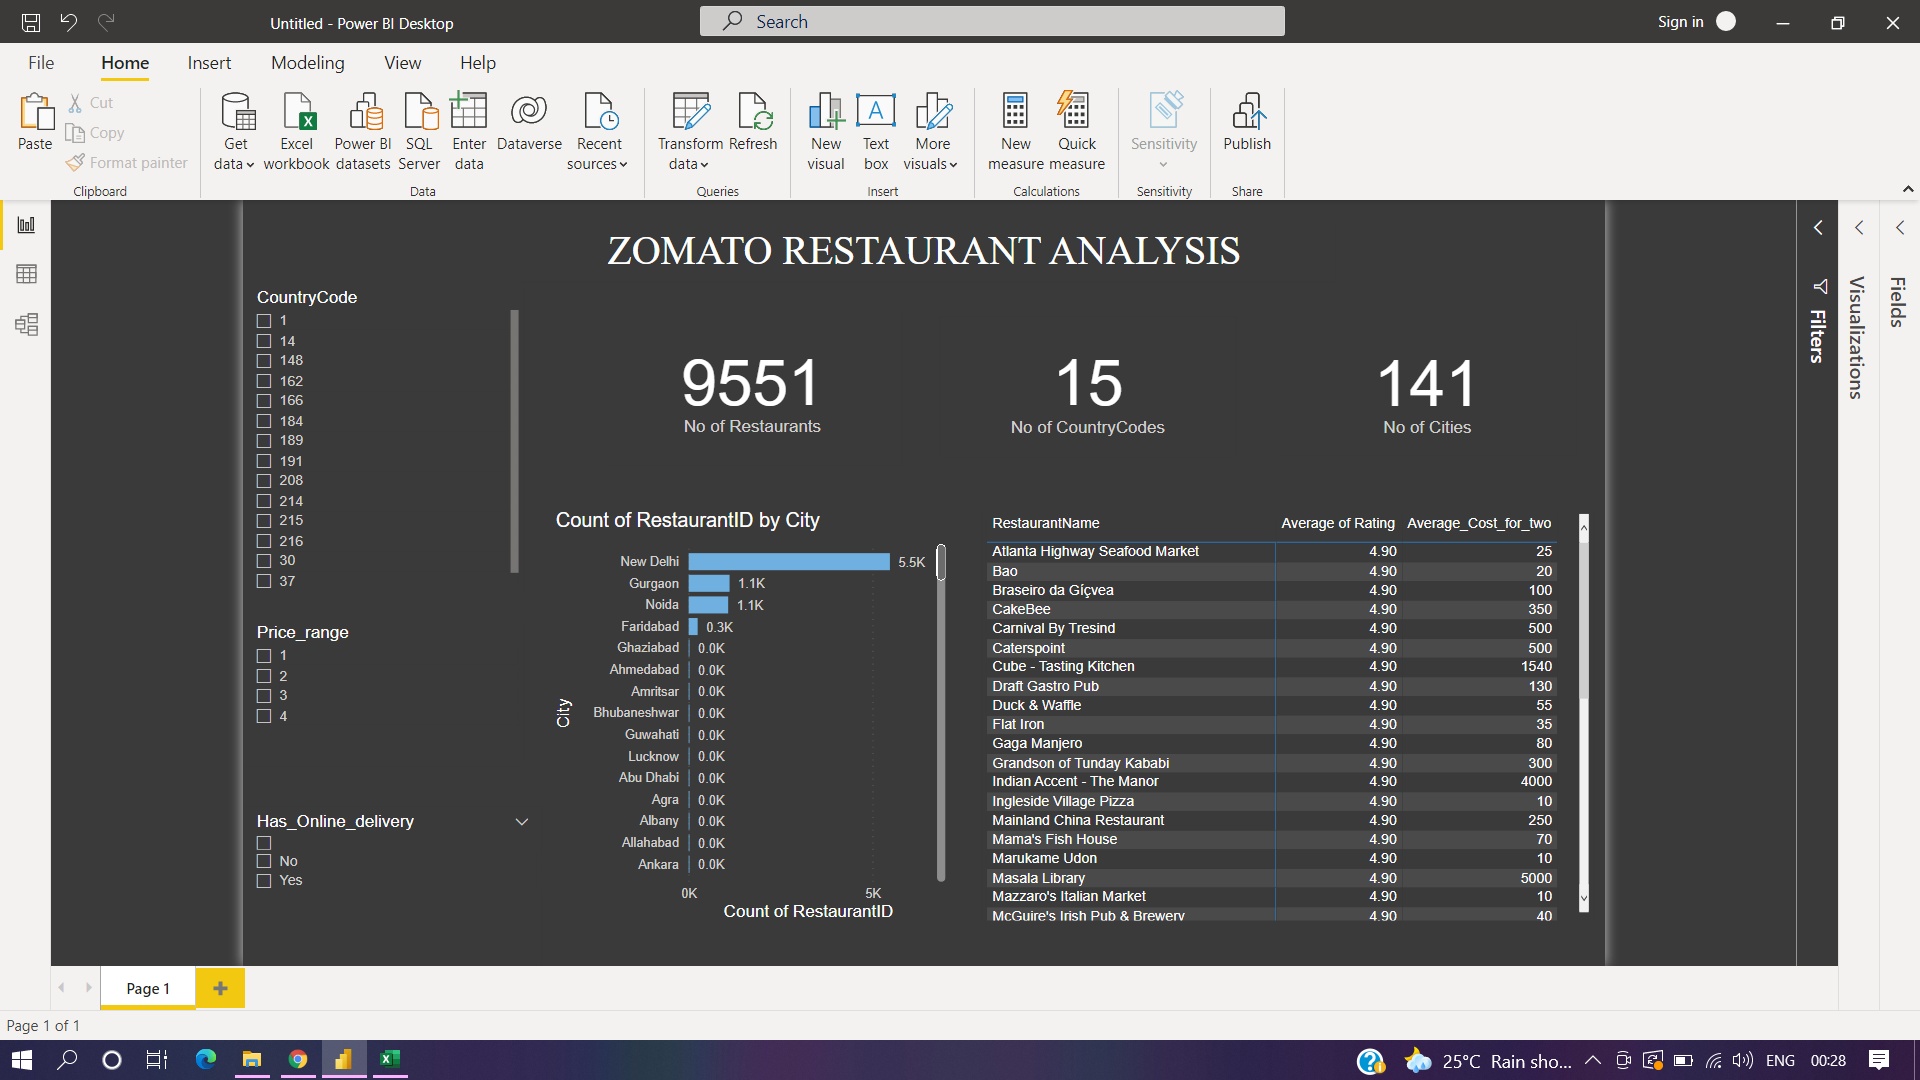 Untitled - Power BI Desktop
Search
Sign in
File Home Insert Modeling View Help
Paste
Cut
Copy
Format painter
Clipboard
Get data
Excel workbook
Power BI datasets
SQL Server
Enter data
Dataverse
Recent sources
Data
Transform data
Refresh
Queries
New visual
Text box
More visuals
Insert
New measure
Quick measure
Calculations
Sensitivity
Sensitivity
Publish
Share
ZOMATO RESTAURANT ANALYSIS
CountryCode
1
14
148
162
166
184
189
191
208
214
215
216
30
37
Price_range
1
2
3
4
Has_Online_delivery
No
Yes
9551
No of Restaurants
15
No of CountryCodes
141
No of Cities
Count of RestaurantID by City
City
New Delhi 5.5K
Gurgaon 1.1K
Noida 1.1K
Faridabad 0.3K
Ghaziabad 0.0K
Ahmedabad 0.0K
Amritsar 0.0K
Bhubaneshwar 0.0K
Guwahati 0.0K
Lucknow 0.0K
Abu Dhabi 0.0K
Agra 0.0K
Albany 0.0K
Allahabad 0.0K
Ankara 0.0K
0K 5K
Count of RestaurantID
RestaurantName Average of Rating Average_Cost_for_two
Atlanta Highway Seafood Market 4.90 25
Bao 4.90 20
Braseiro da Gíçvea 4.90 100
CakeBee 4.90 350
Carnival By Tresind 4.90 500
Caterspoint 4.90 500
Cube - Tasting Kitchen 4.90 1540
Draft Gastro Pub 4.90 130
Duck & Waffle 4.90 55
Flat Iron 4.90 35
Gaga Manjero 4.90 80
Grandson of Tunday Kababi 4.90 300
Indian Accent - The Manor 4.90 4000
Ingleside Village Pizza 4.90 10
Mainland China Restaurant 4.90 250
Mama's Fish House 4.90 70
Marukame Udon 4.90 10
Masala Library 4.90 5000
Mazzaro's Italian Market 4.90 10
McGuire's Irish Pub & Brewery 4.90 40
Filters
Visualizations
Fields
Page 1
Page 1 of 1
25°C Rain sho...
ENG
00:28